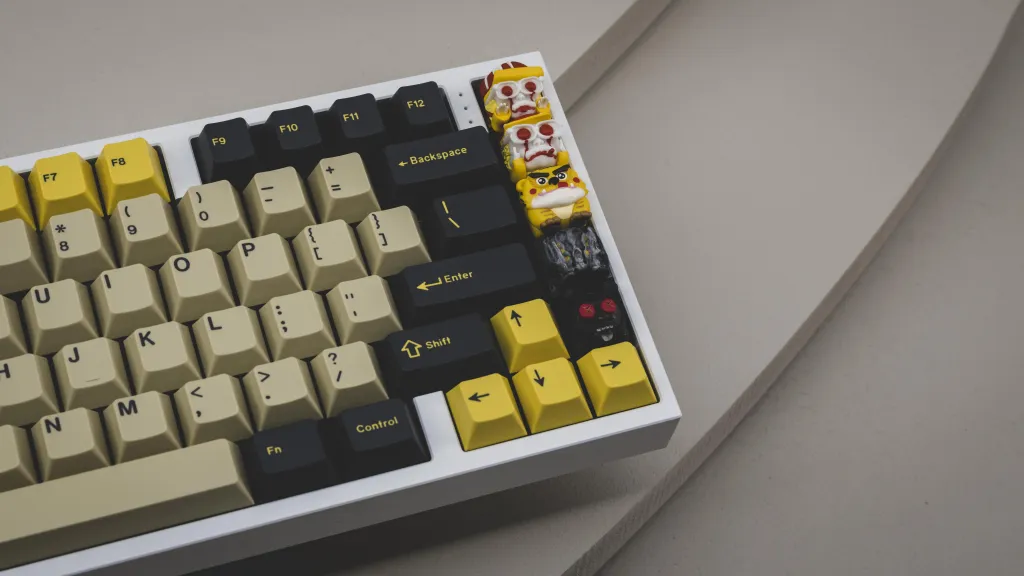 F7 F8 F9 F10 F11 F12
* 8 ( 9 ) 0 — - + = ← Backspace
U I O P { [ } ] | \
H J K L : ; " ' ↵ Enter
N M < , > . ? / ⇧ Shift ↑
Fn Control ← ↓ →